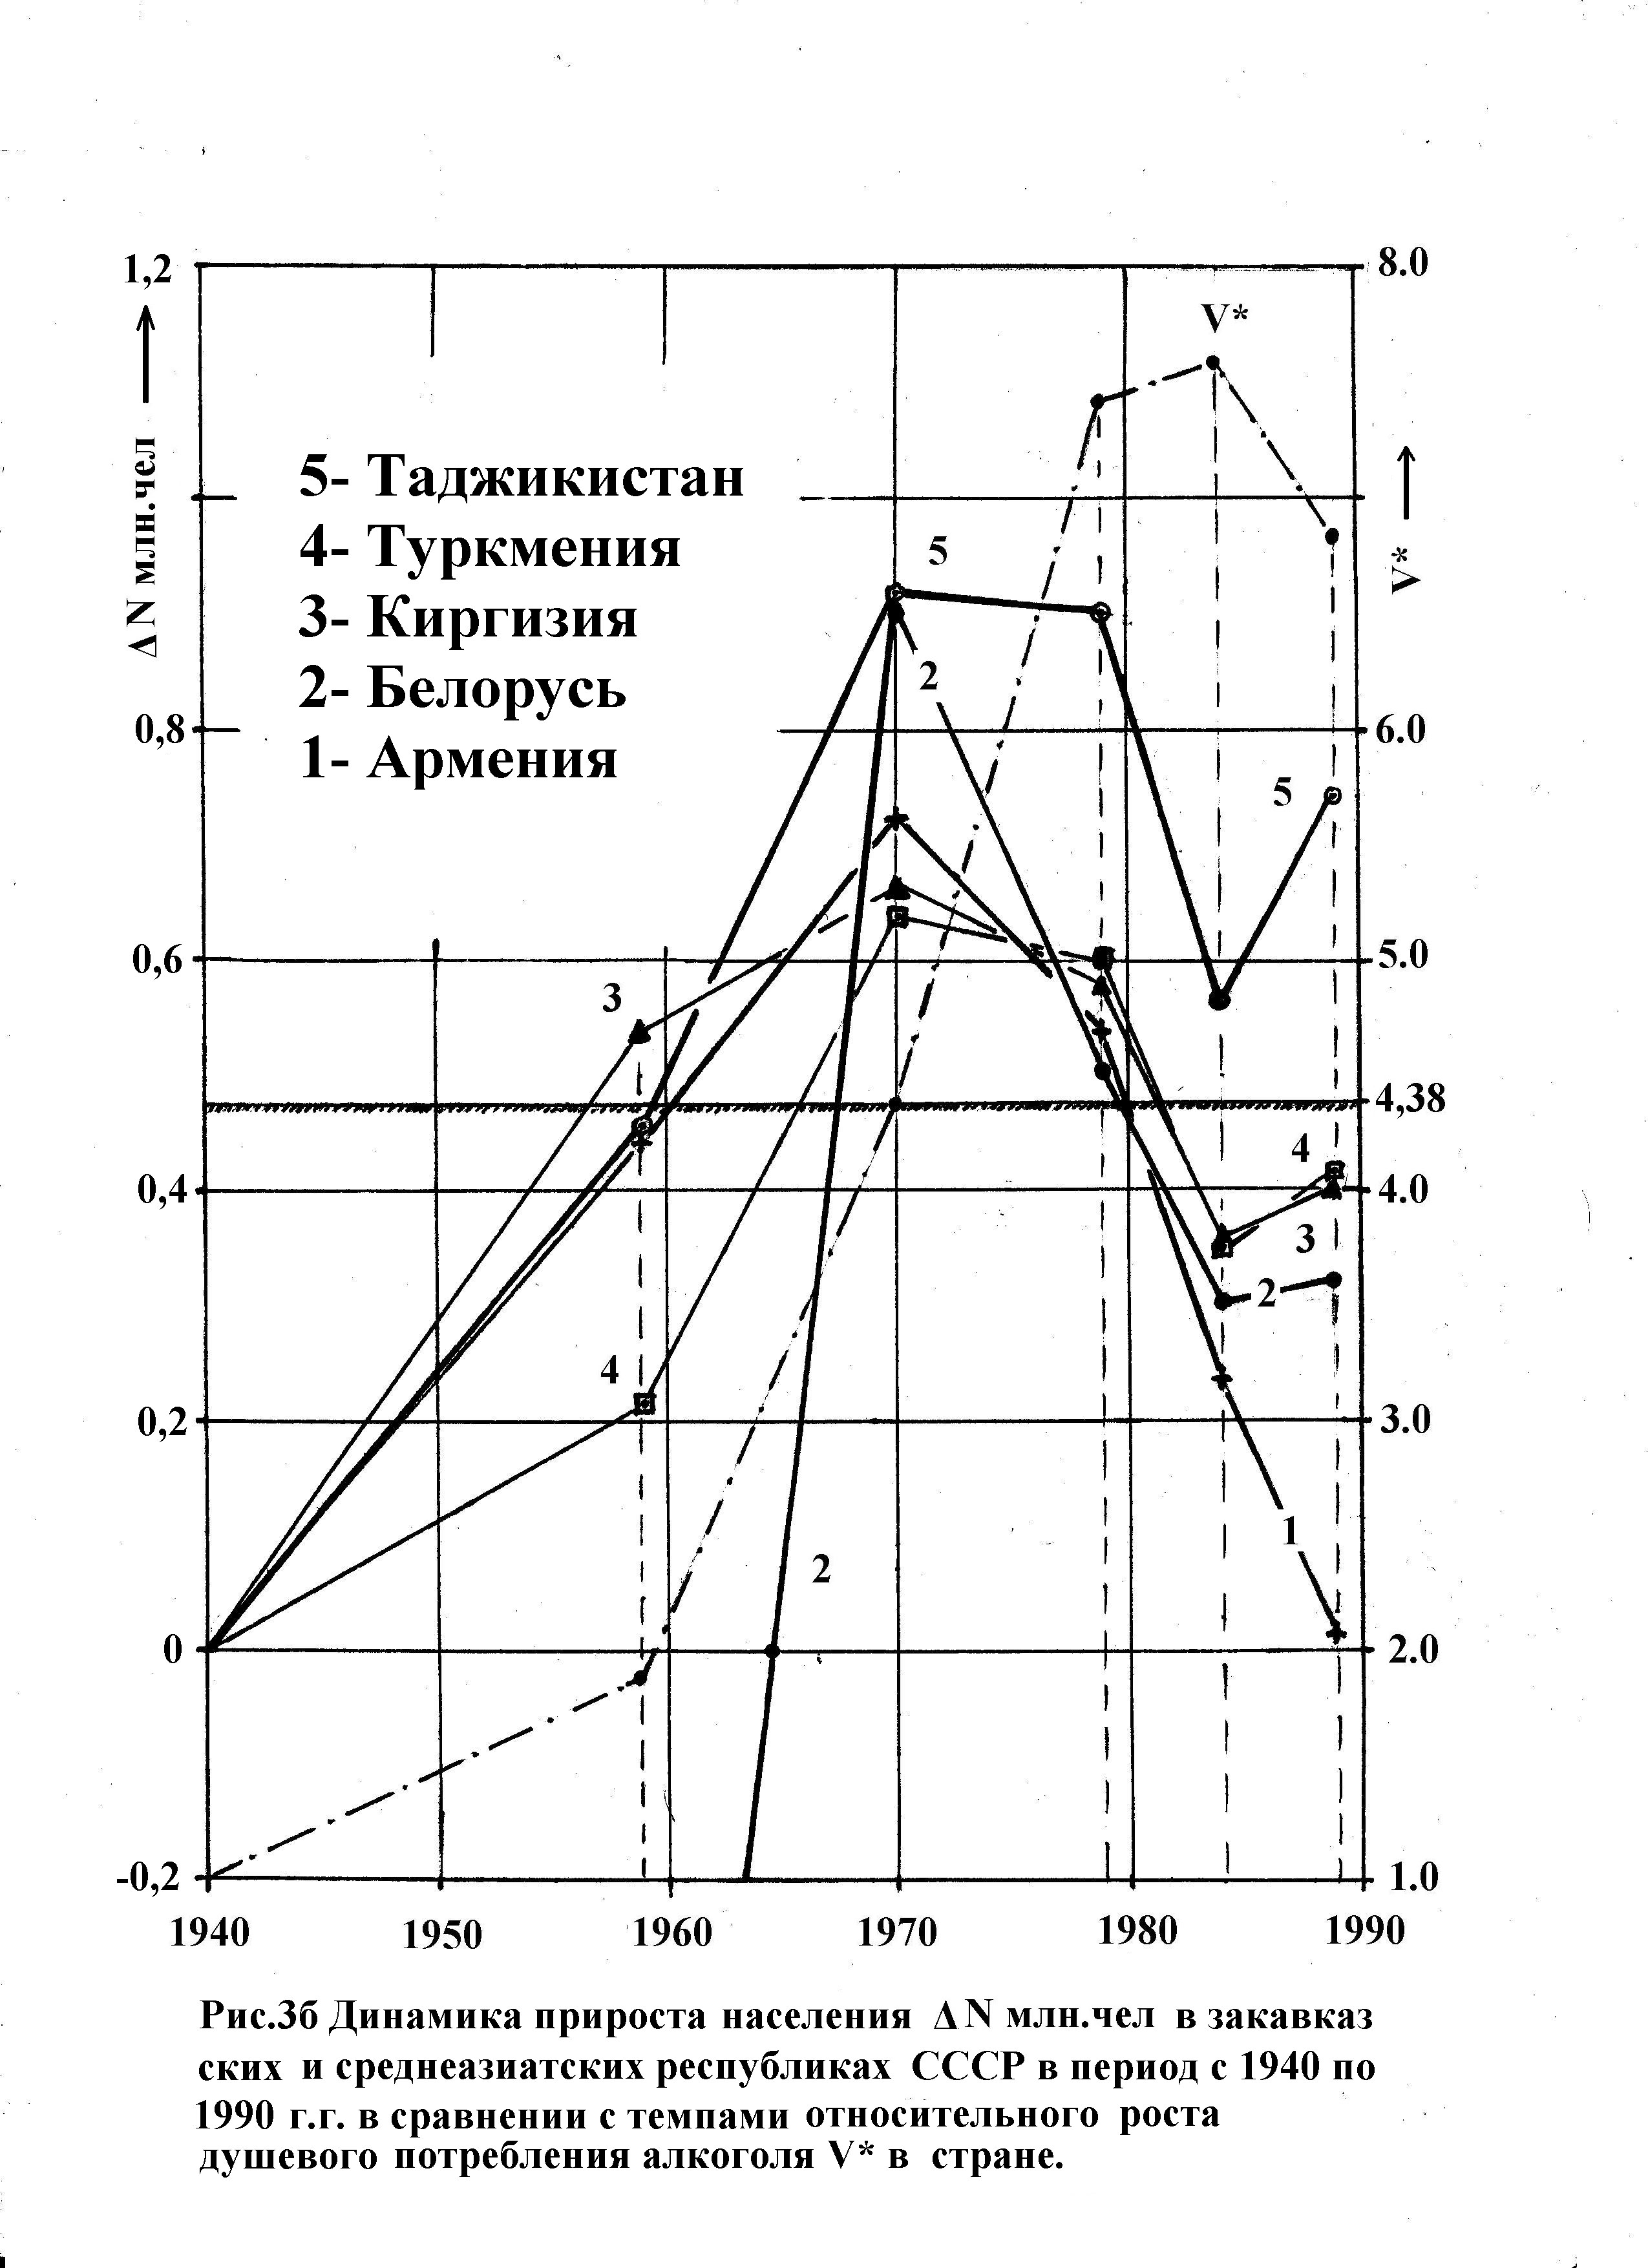 1,2
8.0
V*
ΔN млн.чел
V*
5- Таджикистан
4- Туркмения
3- Киргизия
2- Белорусь
1- Армения
5
2
0,8
6.0
5
0,6
5.0
3
4,38
4
0,4
4.0
3
2
4
0,2
3.0
1
2
0
2.0
-0,2
1.0
1940
1950
1960
1970
1980
1990
Рис.3б Динамика прироста населения ΔN млн.чел в закавказ
ских и среднеазиатских республиках СССР в период с 1940 по
1990 г.г. в сравнении с темпами относительного роста
душевого потребления алкоголя V* в стране.